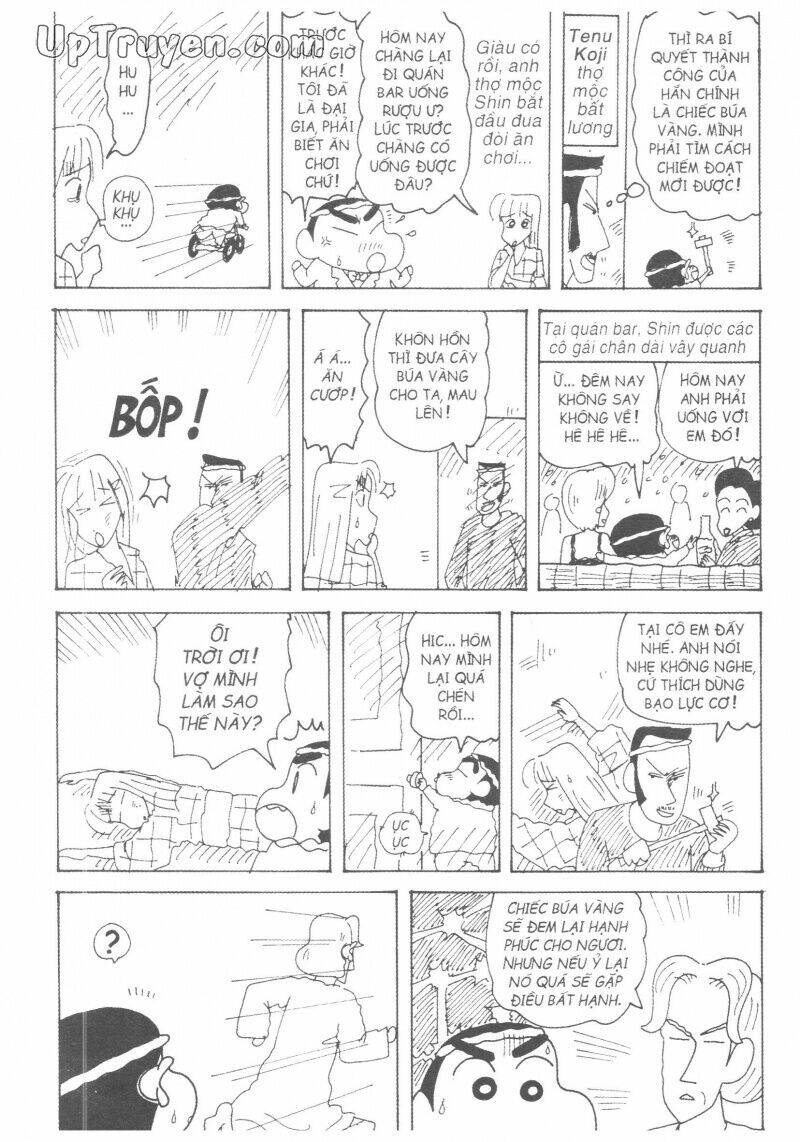 UpTruyen.com
THÌ RA BÍ
QUYẾT THÀNH
CÔNG CỦA
HẮN CHÍNH
LÀ CHIẾC BÚA
VÀNG. MÌNH
PHẢI TÌM CÁCH
CHIẾM ĐOẠT
MỚI ĐƯỢC!
Tenu
Koji
thợ
mộc
bất
lương
Giàu có
rồi, anh
thợ mộc
Shin bắt
đầu đua
đòi ăn
chơi...
HÔM NAY
CHÀNG LẠI
ĐI QUÁN
BAR UỐNG
RƯỢU Ư?
LÚC TRƯỚC
CHÀNG CÓ
UỐNG ĐƯỢC
ĐÂU?
TRƯỚC
GIỜ
KHÁC!
TÔI ĐÃ
LÀ ĐẠI
GIA, PHẢI
BIẾT ĂN
CHƠI
CHỨ!
HU
HU
...
KHỤ
KHỤ
...
Tại quán bar, Shin được các
cô gái chân dài vây quanh
HÔM NAY
ANH PHẢI
UỐNG VỚI
EM ĐÓ!
Ừ... ĐÊM NAY
KHÔNG SAY
KHÔNG VỀ!
HÊ HÊ HÊ...
KHÔN HỒN
THÌ ĐƯA CÂY
BÚA VÀNG
CHO TA, MAU
LÊN!
Á Á...
ĂN
CƯỚP!
BỐP!
TẠI CÔ EM ĐẤY
NHÉ. ANH NÓI
NHẸ KHÔNG NGHE,
CỨ THÍCH DÙNG
BẠO LỰC CƠ!
HIC... HÔM
NAY MÌNH
LẠI QUÁ
CHÉN
RỒI...
ỤC
ỤC
ÔI
TRỜI ƠI!
VỢ MÌNH
LÀM SAO
THẾ NÀY?
CHIẾC BÚA VÀNG
SẼ ĐEM LẠI HẠNH
PHÚC CHO NGƯƠI.
NHƯNG NẾU Ỷ LẠI
NÓ QUÁ SẼ GẶP
ĐIỀU BẤT HẠNH.
?